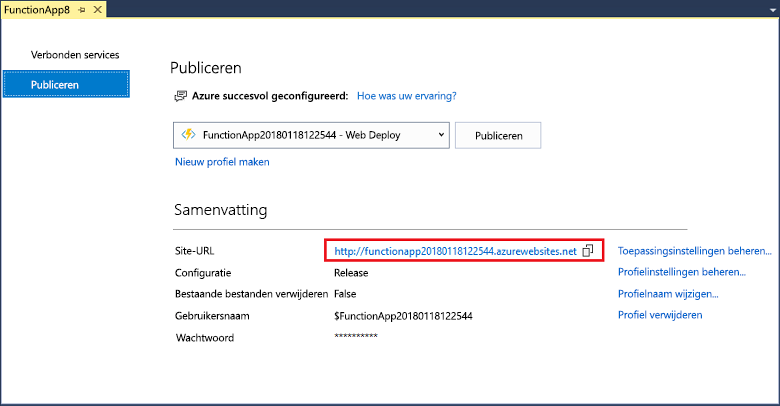 FunctionApp8
Verbonden services
Publiceren
Publiceren
Azure succesvol geconfigureerd: Hoe was uw ervaring?
FunctionApp20180118122544 - Web Deploy Publiceren
Nieuw profiel maken
Samenvatting
Site-URL http://functionapp20180118122544.azurewebsites.net Toepassingsinstellingen beheren...
Configuratie Release Profielinstellingen beheren...
Bestaande bestanden verwijderen False Profielnaam wijzigen...
Gebruikersnaam $FunctionApp20180118122544 Profiel verwijderen
Wachtwoord **********